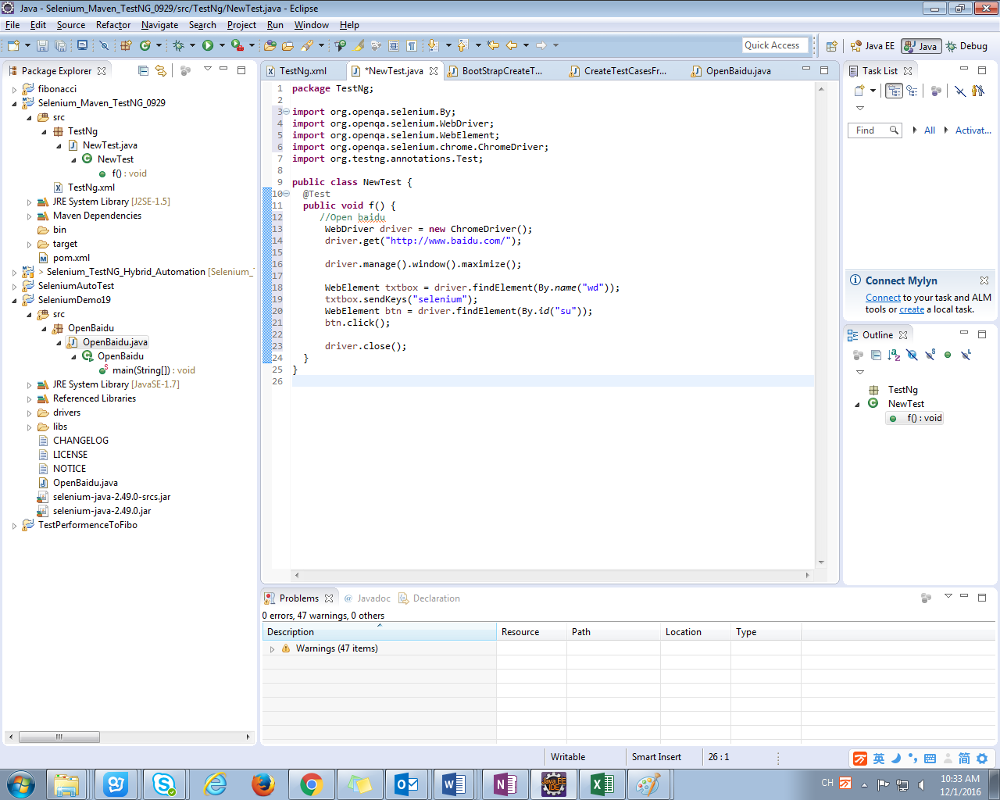 Java - Selenium_Maven_TestNG_0929/src/TestNg/NewTest.java - Eclipse
File Edit Source Refactor Navigate Search Project Run Window Help
Quick Access
Java EE
Java
Debug
Package Explorer
fibonacci
Selenium_Maven_TestNG_0929
src
TestNg
NewTest.java
NewTest
f() : void
TestNg.xml
JRE System Library [J2SE-1.5]
Maven Dependencies
bin
target
pom.xml
> Selenium_TestNG_Hybrid_Automation [Selenium_
SeleniumAutoTest
SeleniumDemo19
src
OpenBaidu
OpenBaidu.java
OpenBaidu
main(String[]) : void
JRE System Library [JavaSE-1.7]
Referenced Libraries
drivers
libs
CHANGELOG
LICENSE
NOTICE
OpenBaidu.java
selenium-java-2.49.0-srcs.jar
selenium-java-2.49.0.jar
TestPerformenceToFibo
TestNg.xml
*NewTest.java
BootStrapCreateT...
CreateTestCasesFr...
OpenBaidu.java
1 package TestNg;
2
3 import org.openqa.selenium.By;
4 import org.openqa.selenium.WebDriver;
5 import org.openqa.selenium.WebElement;
6 import org.openqa.selenium.chrome.ChromeDriver;
7 import org.testng.annotations.Test;
8
9 public class NewTest {
10 @Test
11 public void f() {
12 //Open baidu
13 WebDriver driver = new ChromeDriver();
14 driver.get("http://www.baidu.com/");
15
16 driver.manage().window().maximize();
17
18 WebElement txtbox = driver.findElement(By.name("wd"));
19 txtbox.sendKeys("selenium");
20 WebElement btn = driver.findElement(By.id("su"));
21 btn.click();
22
23 driver.close();
24 }
25 }
26
Task List
Find
All
Activat...
Connect Mylyn
Connect to your task and ALM
tools or create a local task.
Outline
TestNg
NewTest
f() : void
Problems
@ Javadoc
Declaration
0 errors, 47 warnings, 0 others
Description Resource Path Location Type
Warnings (47 items)
Writable
Smart Insert
26 : 1
英
简
Java EE
IDE
CH
10:33 AM
12/1/2016